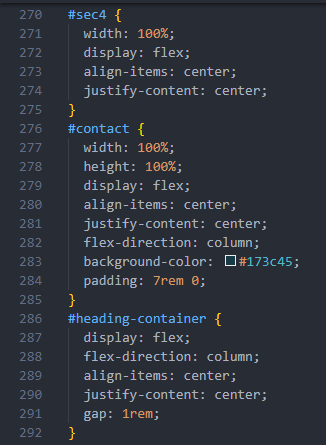 270 #sec4 {
271 width: 100%;
272 display: flex;
273 align-items: center;
274 justify-content: center;
275 }
276 #contact {
277 width: 100%;
278 height: 100%;
279 display: flex;
280 align-items: center;
281 justify-content: center;
282 flex-direction: column;
283 background-color: #173c45;
284 padding: 7rem 0;
285 }
286 #heading-container {
287 display: flex;
288 flex-direction: column;
289 align-items: center;
290 justify-content: center;
291 gap: 1rem;
292 }